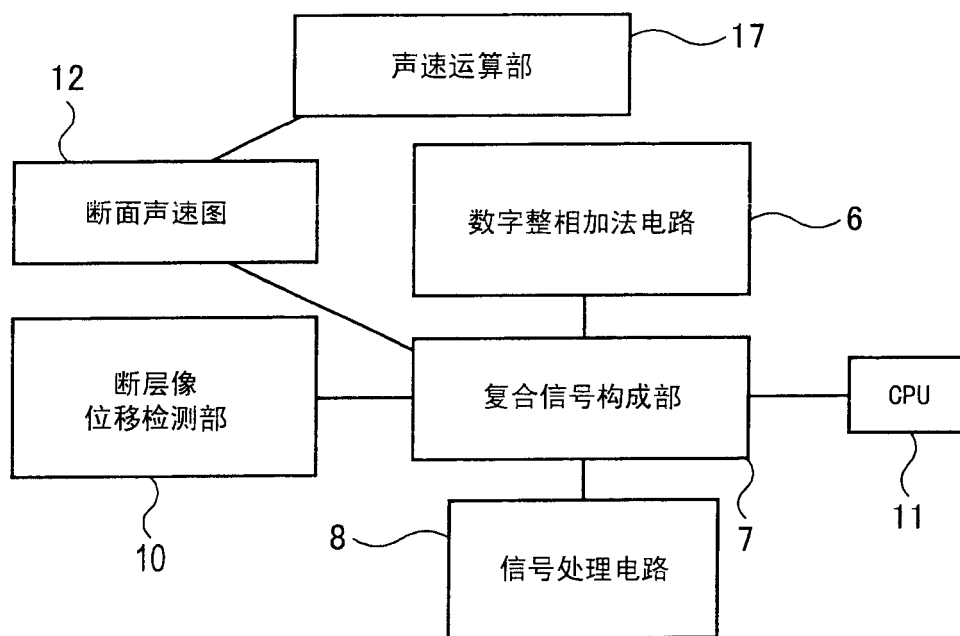 17
声速运算部
12
断面声速图
数字整相加法电路
6
断层像
位移检测部
复合信号构成部
CPU
10
8
7
11
信号处理电路